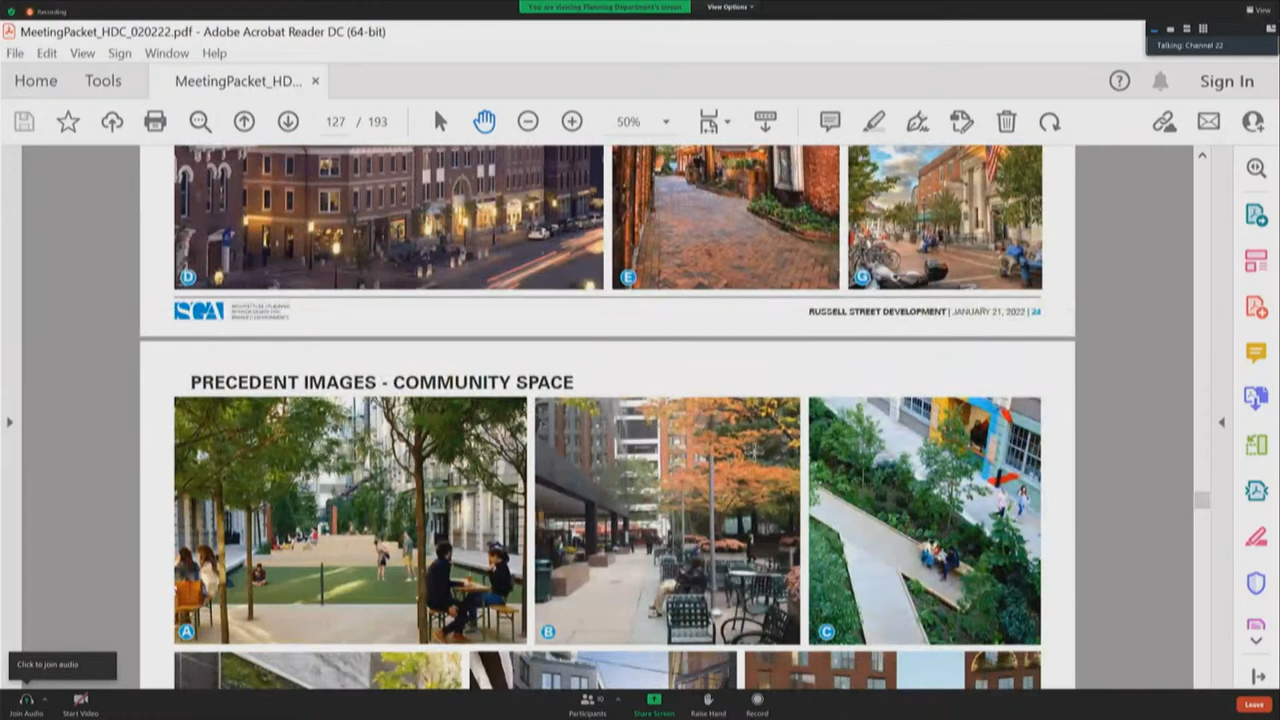 Recording
You are viewing Planning Department's screen
View Options
View
MeetingPacket_HDC_020222.pdf - Adobe Acrobat Reader DC (64-bit)
Talking: Channel 22
File Edit View Sign Window Help
Home Tools MeetingPacket_HD... × Sign In
127 / 193 50%
D
E
G
SCA
RUSSELL STREET DEVELOPMENT | JANUARY 21, 2022 | 24
PRECEDENT IMAGES - COMMUNITY SPACE
A
B
C
Click to join audio
Join Audio Start Video Participants 10 Share Screen Raise Hand Record Leave